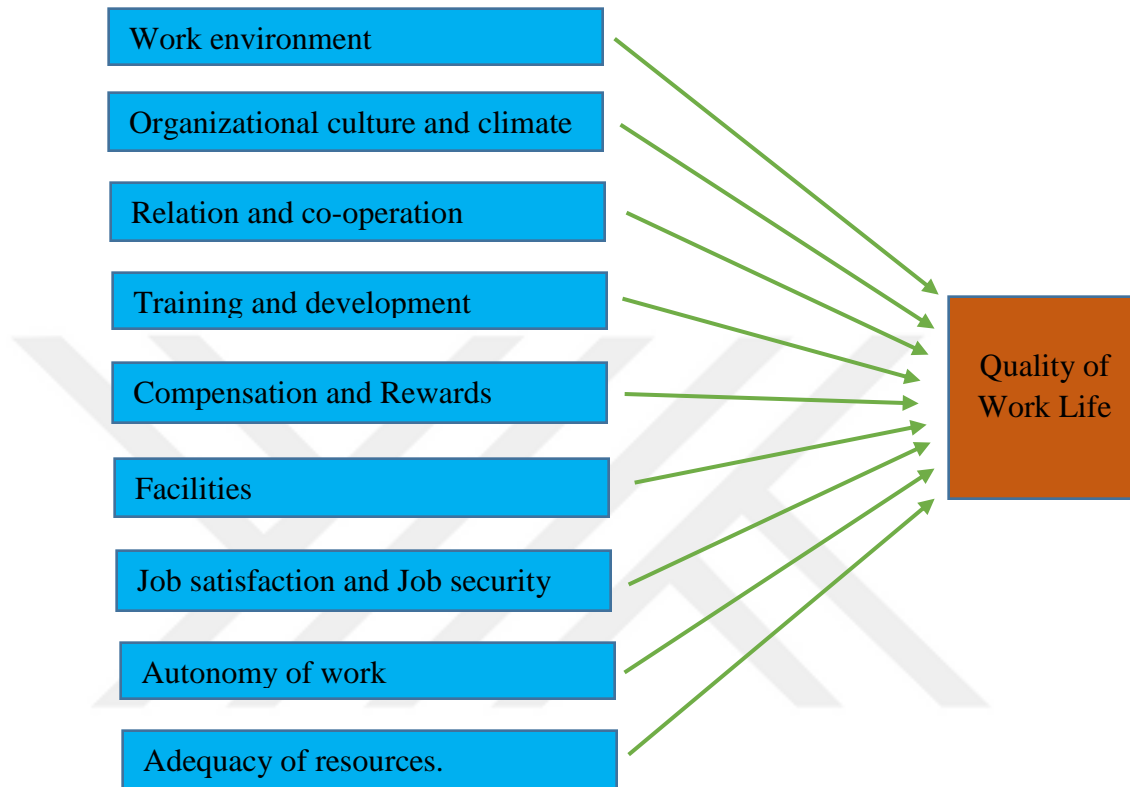 Work environment
Organizational culture and climate
Relation and co-operation
Training and development
Compensation and Rewards
Facilities
Job satisfaction and Job security
Autonomy of work
Adequacy of resources.
Quality of
Work Life